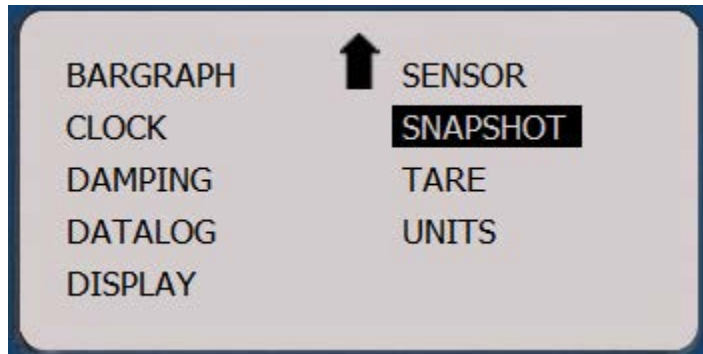 BARGRAPH
CLOCK
DAMPING
DATALOG
DISPLAY
SENSOR
SNAPSHOT
TARE
UNITS